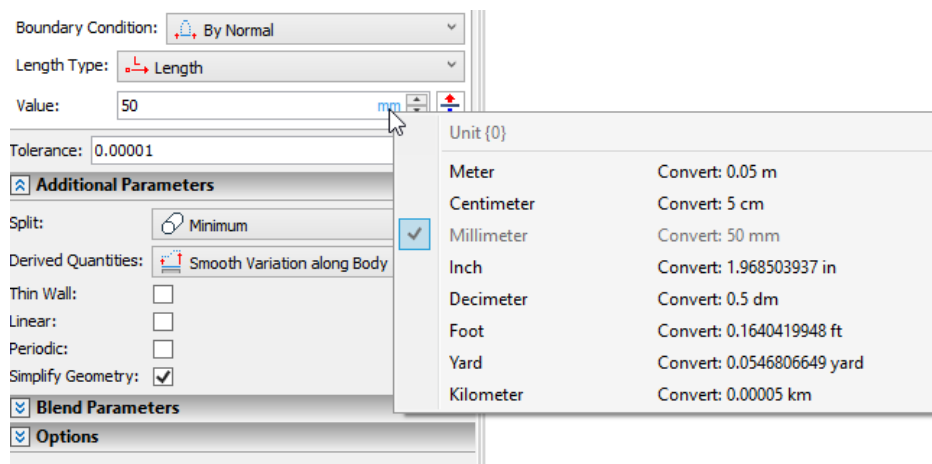 Boundary Condition: By Normal
Length Type: Length
Value: 50 mm
Unit {0}
Tolerance: 0.00001
Meter Convert: 0.05 m
Additional Parameters
Centimeter Convert: 5 cm
Split: Minimum
Millimeter Convert: 50 mm
Derived Quantities: Smooth Variation along Body
Inch Convert: 1.968503937 in
Thin Wall:
Decimeter Convert: 0.5 dm
Linear:
Foot Convert: 0.1640419948 ft
Periodic:
Yard Convert: 0.0546806649 yard
Simplify Geometry:
Kilometer Convert: 0.00005 km
Blend Parameters
Options